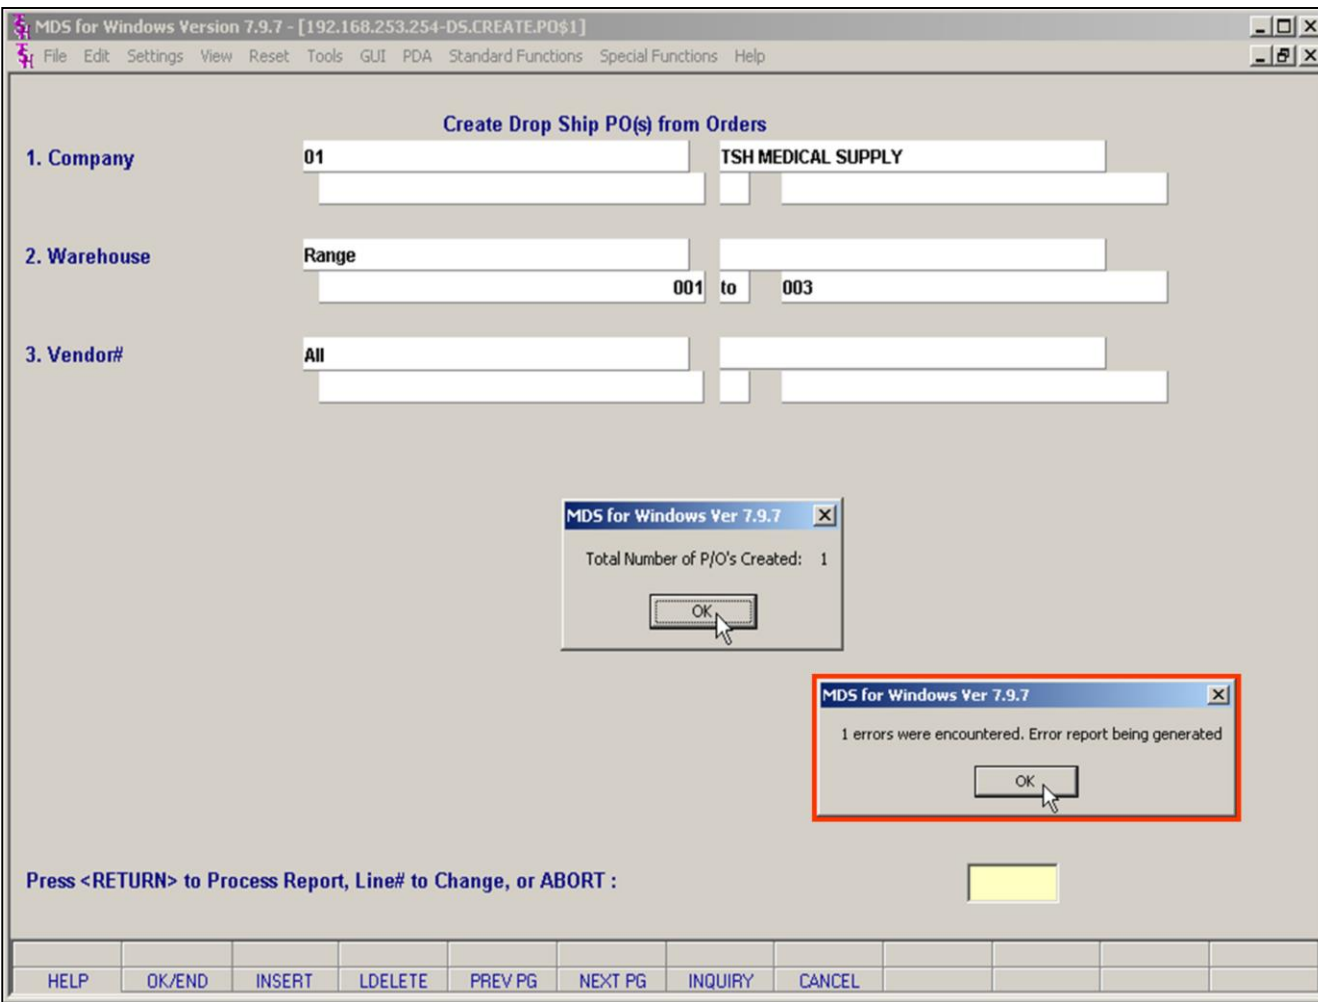 MDS for Windows Version 7.9.7 - [192.168.253.254-DS.CREATE.PO$1]
File Edit Settings View Reset Tools GUI PDA Standard Functions Special Functions Help
Create Drop Ship PO(s) from Orders
1. Company 01 TSH MEDICAL SUPPLY
2. Warehouse Range
001 to 003
3. Vendor# All
MDS for Windows Ver 7.9.7
Total Number of P/O's Created: 1
OK
MDS for Windows Ver 7.9.7
1 errors were encountered. Error report being generated
OK
Press <RETURN> to Process Report, Line# to Change, or ABORT :
HELP OK/END INSERT LDELETE PREV PG NEXT PG INQUIRY CANCEL